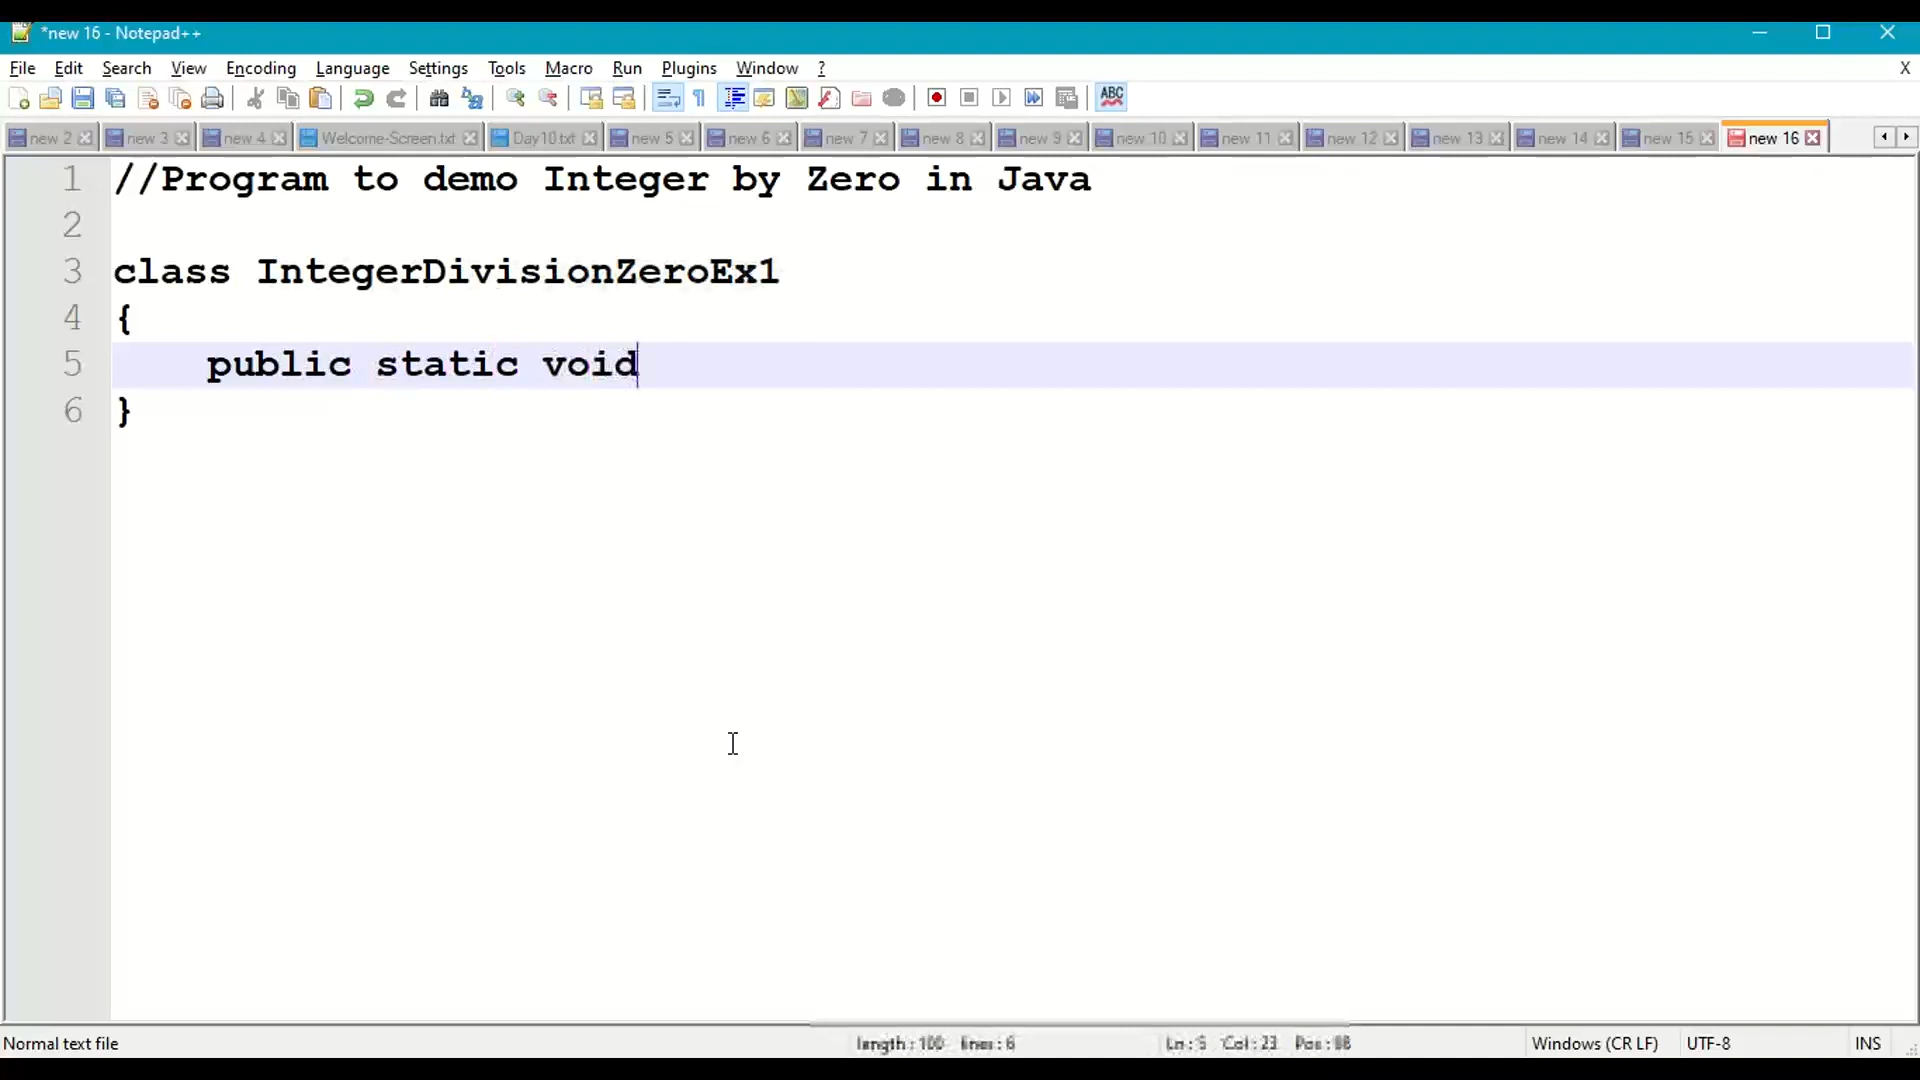 *new 16 - Notepad++
File Edit Search View Encoding Language Settings Tools Macro Run Plugins Window ?
X
ABC
new 2 new 3 new 4 Welcome-Screen.txt Day10.txt new 5 new 6 new 7 new 8 new 9 new 10 new 11 new 12 new 13 new 14 new 15 new 16
1 //Program to demo Integer by Zero in Java
2
3 class IntegerDivisionZeroEx1
4 {
5 public static void
6 }
Normal text file length : 100 lines : 6 Ln : 5 Col : 23 Windows (CR LF) UTF-8 INS